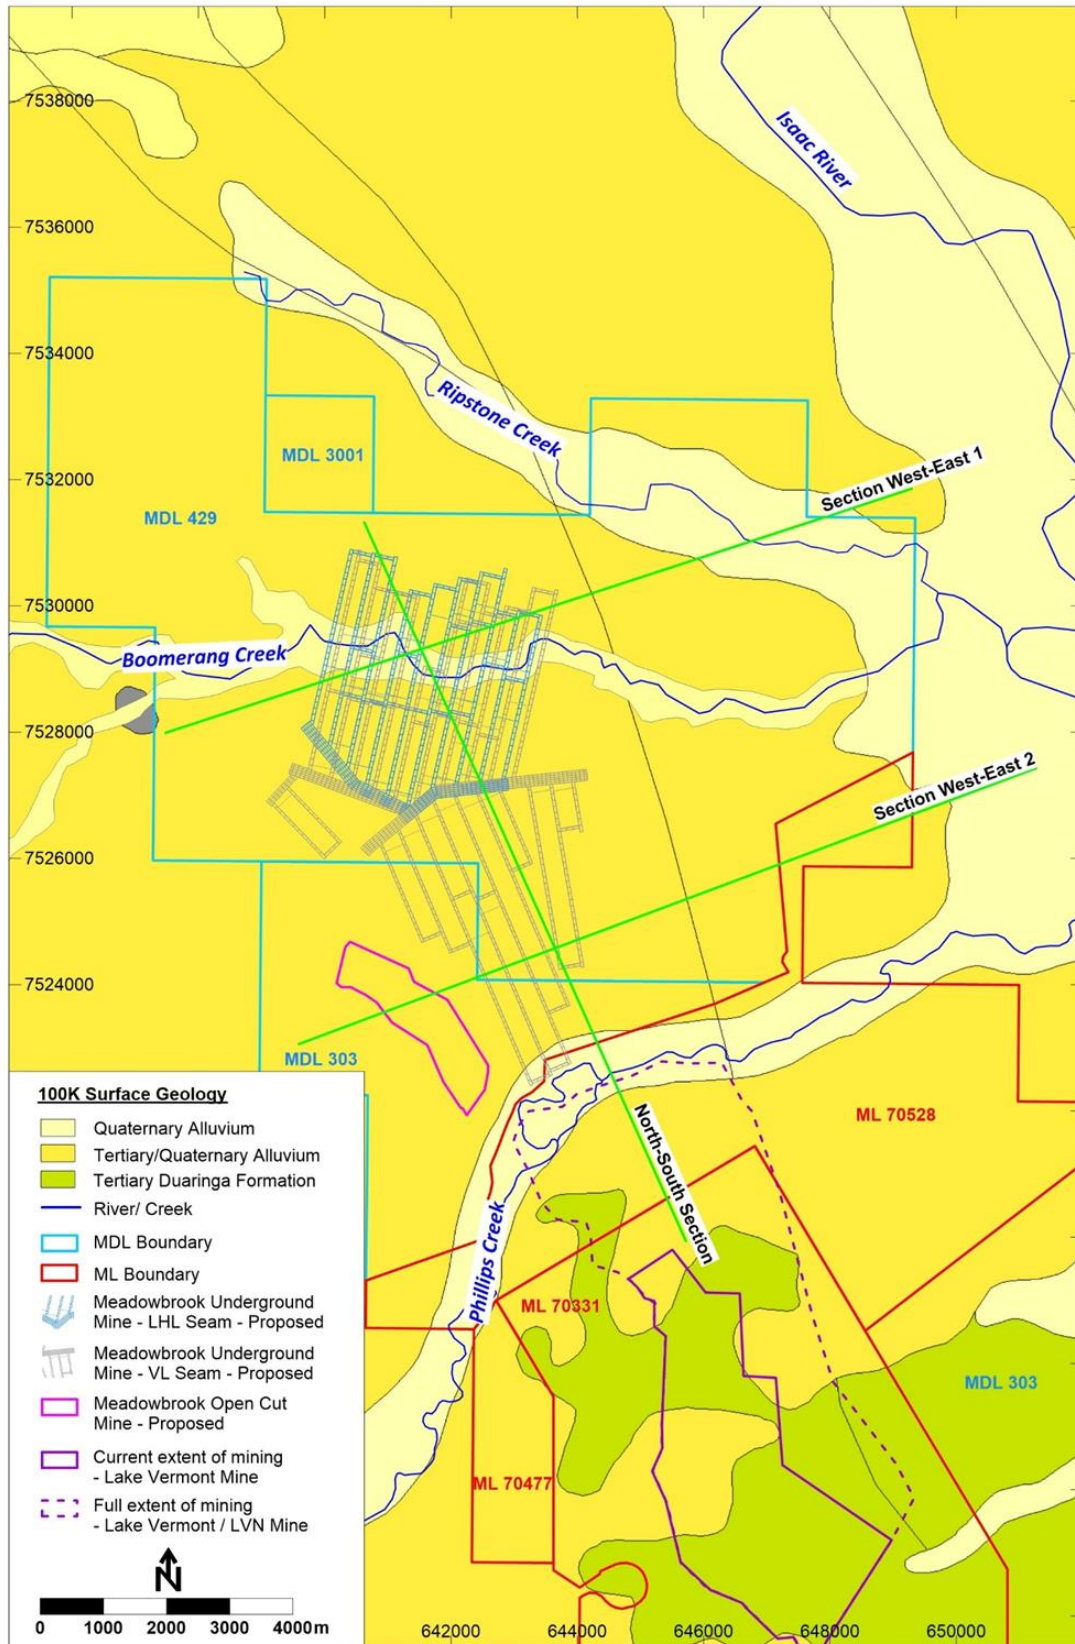 7538000
Isaac River
7536000
7534000
Ripstone Creek
MDL 3001
Section West-East 1
7532000
MDL 429
7530000
Boomerang Creek
7528000
Section West-East 2
7526000
7524000
MDL 303
ML 70528
North-South Section
Phillips Creek
ML 70331
MDL 303
ML 70477
100K Surface Geology
Quaternary Alluvium
Tertiary/Quaternary Alluvium
Tertiary Duaringa Formation
River/ Creek
MDL Boundary
ML Boundary
Meadowbrook Underground
Mine - LHL Seam - Proposed
Meadowbrook Underground
Mine - VL Seam - Proposed
Meadowbrook Open Cut
Mine - Proposed
Current extent of mining
- Lake Vermont Mine
Full extent of mining
- Lake Vermont / LVN Mine
N
0 1000 2000 3000 4000m
642000 644000 646000 648000 650000